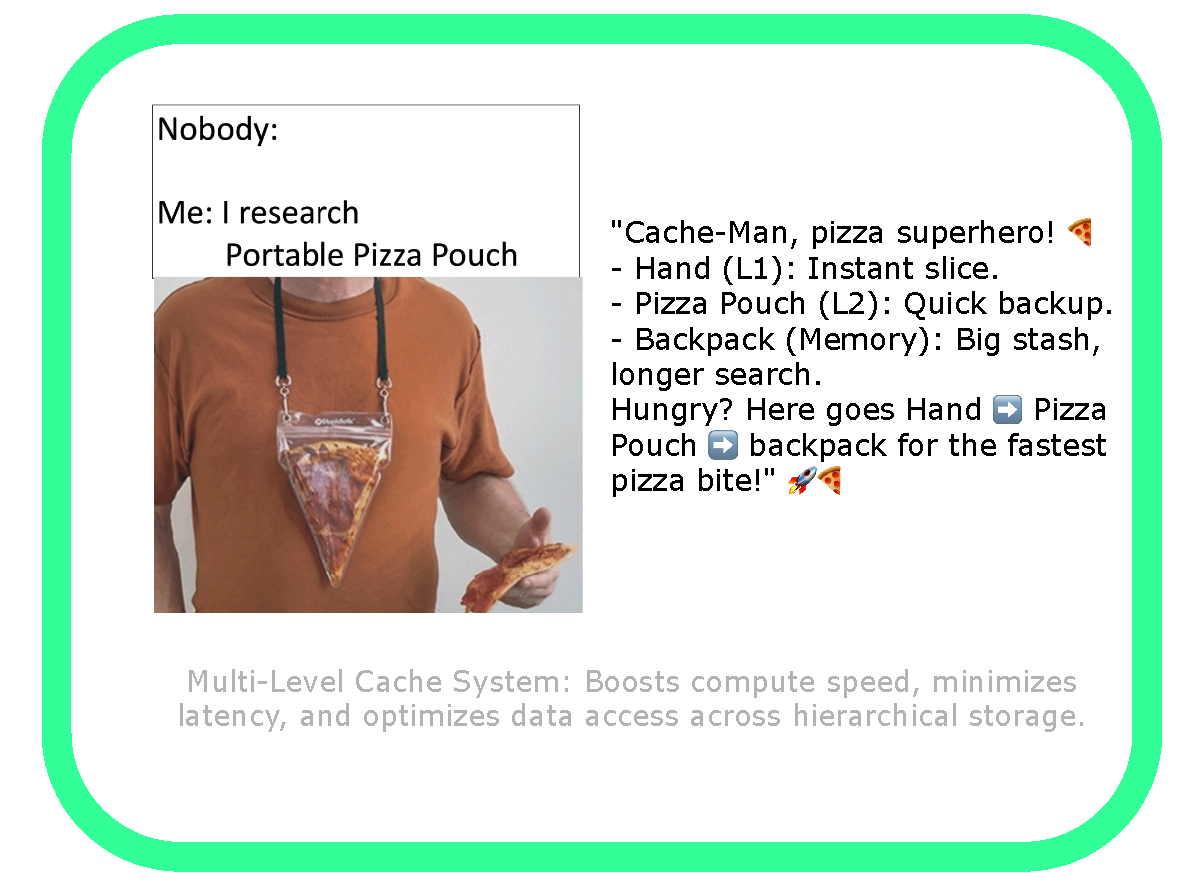 Nobody:
Me: I research
Portable Pizza Pouch
"Cache-Man, pizza superhero! 🍕
- Hand (L1): Instant slice.
- Pizza Pouch (L2): Quick backup.
- Backpack (Memory): Big stash,
longer search.
Hungry? Here goes Hand ➡️ Pizza
Pouch ➡️ backpack for the fastest
pizza bite!" 🚀🍕
Multi-Level Cache System: Boosts compute speed, minimizes
latency, and optimizes data access across hierarchical storage.